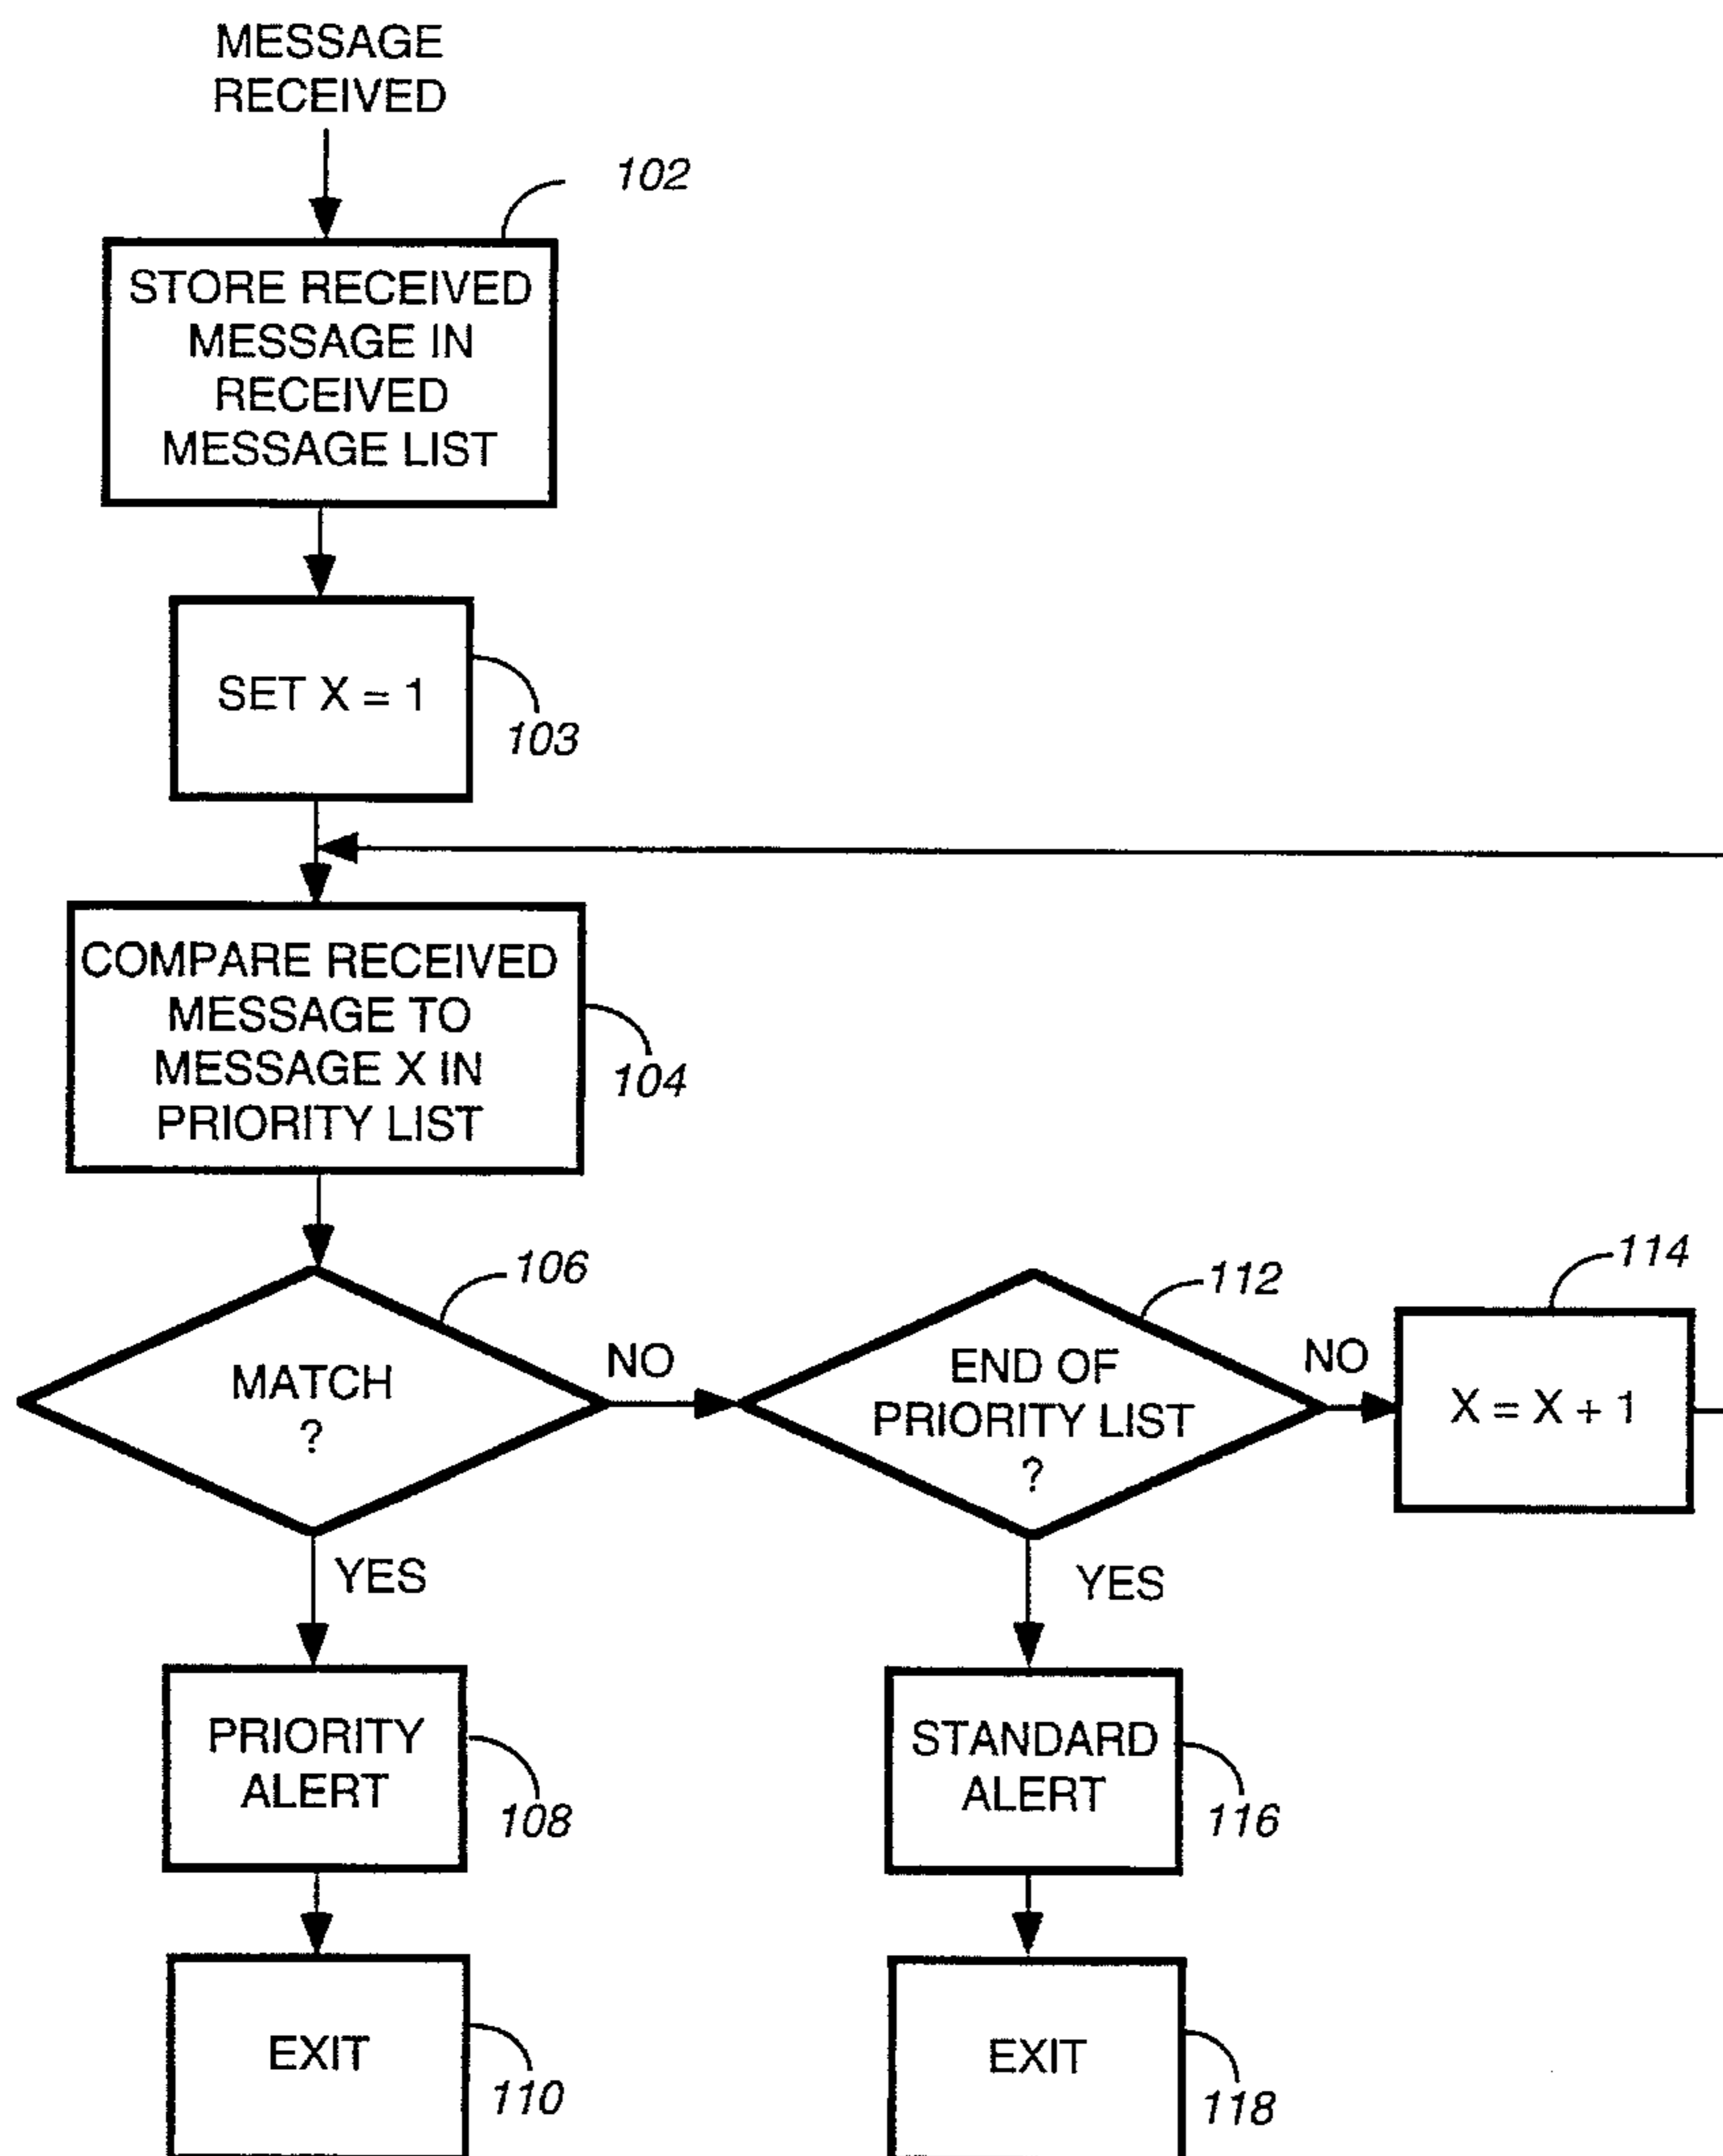 MESSAGE
RECEIVED
102
STORE RECEIVED
MESSAGE IN
RECEIVED
MESSAGE LIST
SET X = 1
103
COMPARE RECEIVED
MESSAGE TO
MESSAGE X IN
PRIORITY LIST
104
106
MATCH
?
NO
112
END OF
PRIORITY LIST
?
NO
114
X = X + 1
YES
YES
PRIORITY
ALERT
108
STANDARD
ALERT
116
EXIT
110
EXIT
118